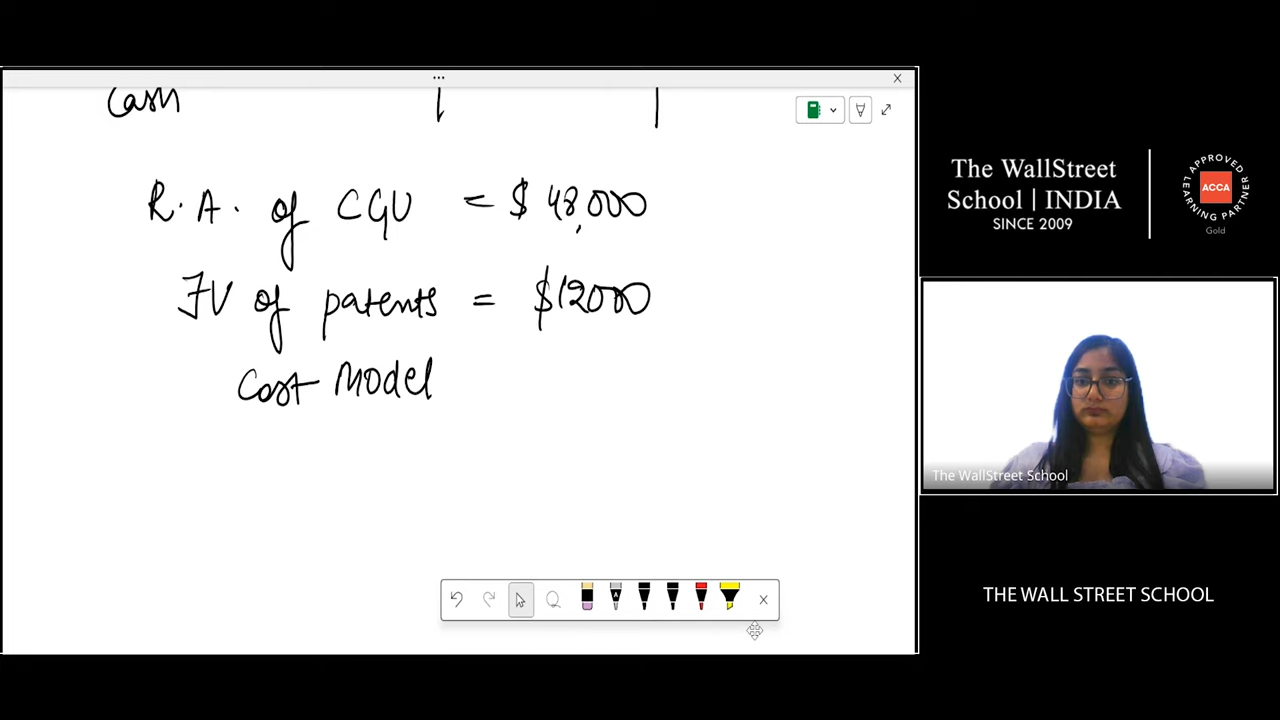 Cash
R.A. of CGU = $ 48,000
FV of patents = $12000
Cost Model
The WallStreet
School | INDIA
SINCE 2009
APPROVED
LEARNING PARTNER
ACCA
Gold
The WallStreet School
THE WALL STREET SCHOOL